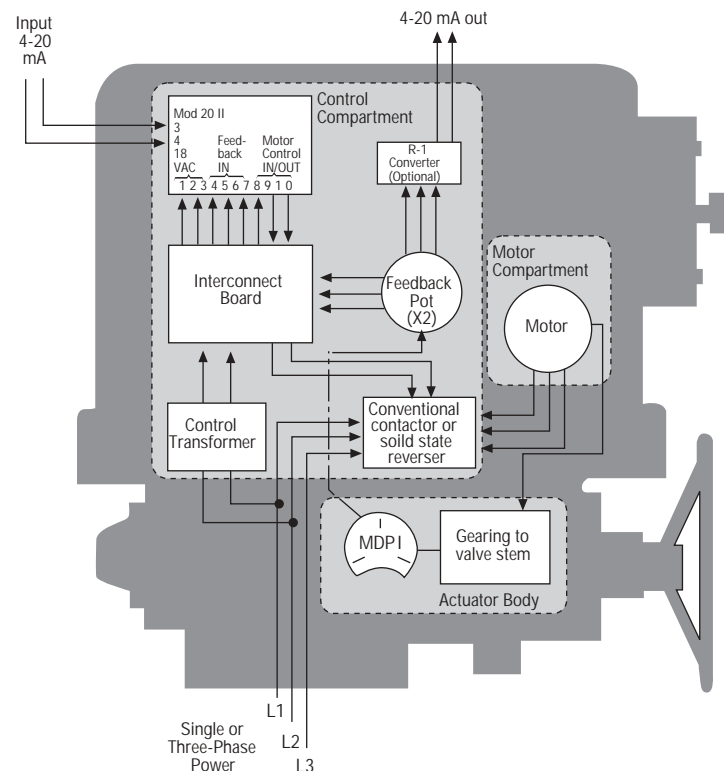 Input
4-20
mA
4-20 mA out
Control
Compartment
Mod 20 II
3
4
18
VAC
Feed-
back
IN
Motor
Control
IN/OUT
1 2 3 4 5 6 7 8 9 1 0
R-1
Converter
(Optional)
Interconnect
Board
Feedback
Pot
(X2)
Motor
Compartment
Motor
Control
Transformer
Conventional
contactor or
soild state
reverser
MDPI
Gearing to
valve stem
Actuator Body
L1
L2
L3
Single or
Three-Phase
Power